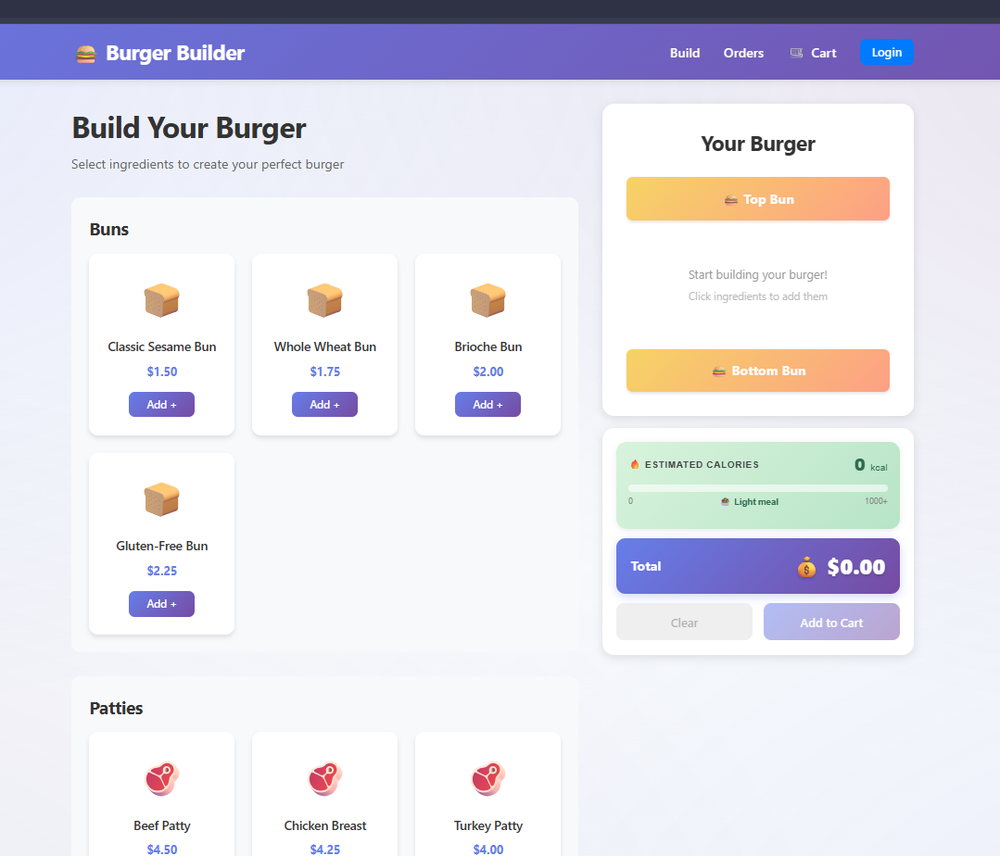 Burger Builder
Build Orders Cart Login
Build Your Burger
Select ingredients to create your perfect burger
Buns
Classic Sesame Bun
$1.50
Add +
Whole Wheat Bun
$1.75
Add +
Brioche Bun
$2.00
Add +
Gluten-Free Bun
$2.25
Add +
Patties
Beef Patty
$4.50
Chicken Breast
$4.25
Turkey Patty
$4.00
Your Burger
Top Bun
Start building your burger!
Click ingredients to add them
Bottom Bun
ESTIMATED CALORIES 0 kcal
0 Light meal 1000+
Total $0.00
Clear Add to Cart